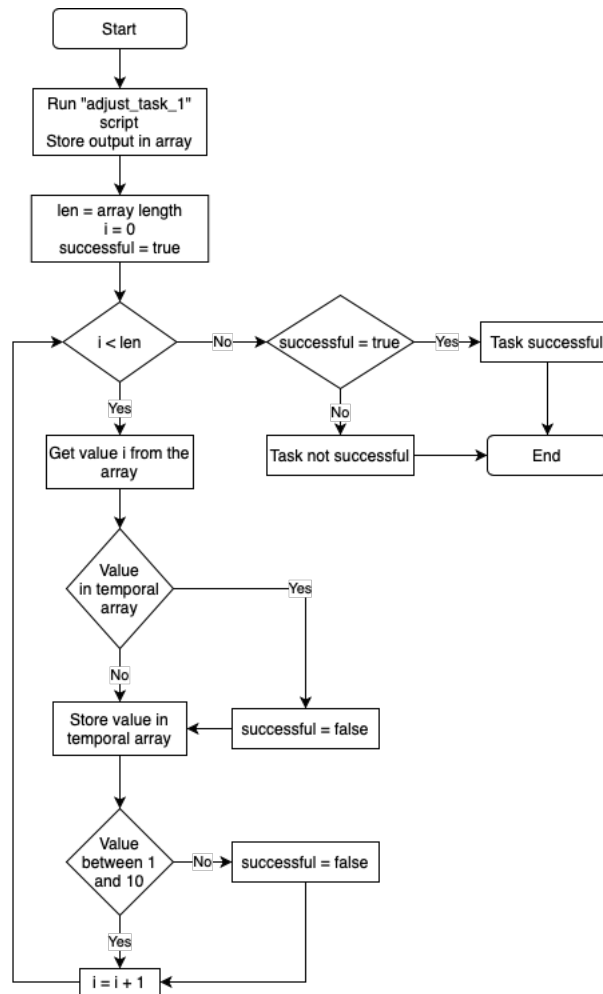 Start
Run "adjust_task_1"
script
Store output in array
len = array length
i = 0
successful = true
i < len
No
successful = true
Yes
Task successful
Yes
No
Get value i from the
array
Task not successful
End
Value
in temporal
array
Yes
No
Store value in
temporal array
successful = false
Value
between 1
and 10
No
successful = false
Yes
i = i + 1